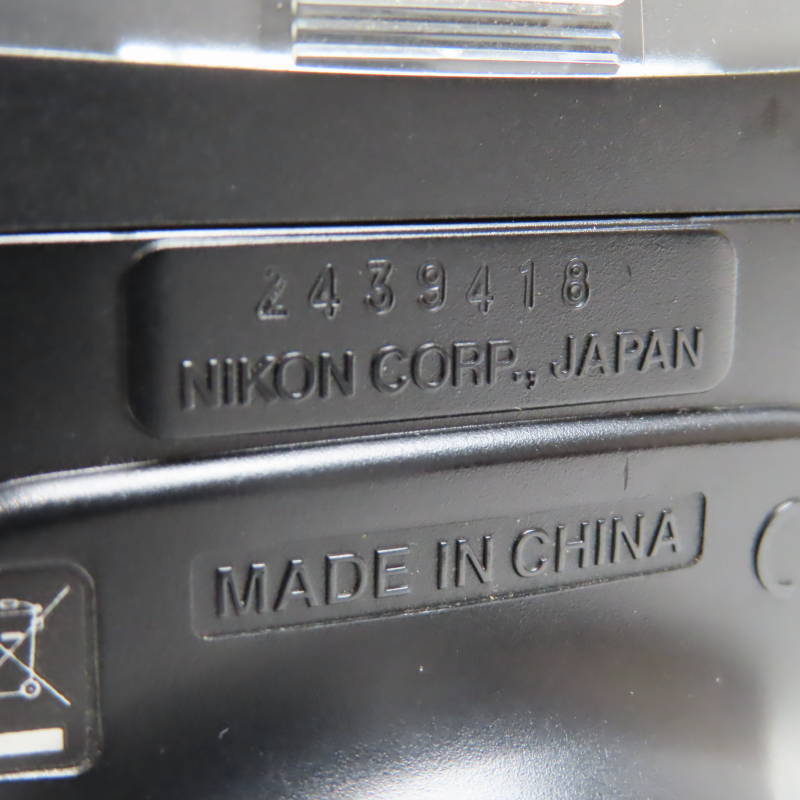 2439418
NIKON CORP., JAPAN
MADE IN CHINA